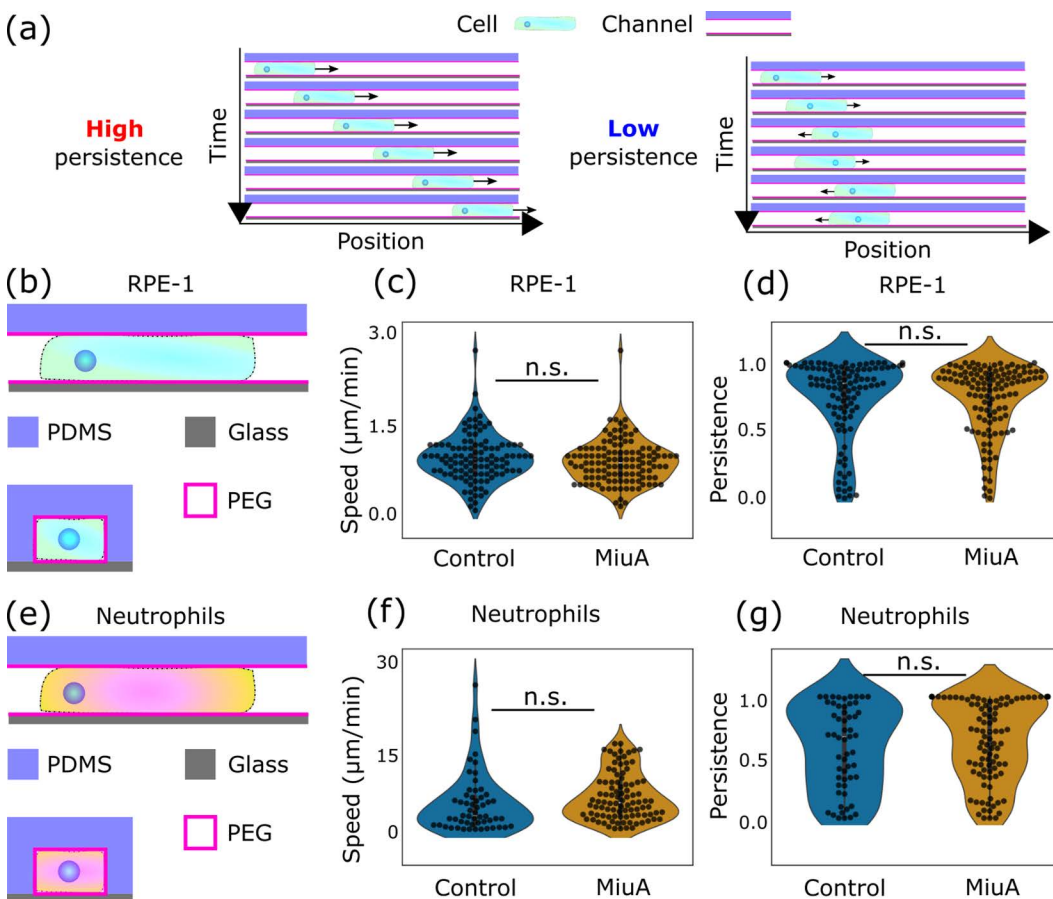 (a)
Cell
Channel
High
persistence
Time
Position
Low
persistence
Time
Position
(b)
RPE-1
PDMS
Glass
PEG
(c)
RPE-1
Speed (µm/min)
3.0
1.5
0.0
n.s.
Control
MiuA
(d)
RPE-1
Persistence
1.0
0.5
0.0
n.s.
Control
MiuA
(e)
Neutrophils
PDMS
Glass
PEG
(f)
Neutrophils
Speed (µm/min)
30
15
0
n.s.
Control
MiuA
(g)
Neutrophils
Persistence
1.0
0.5
0.0
n.s.
Control
MiuA